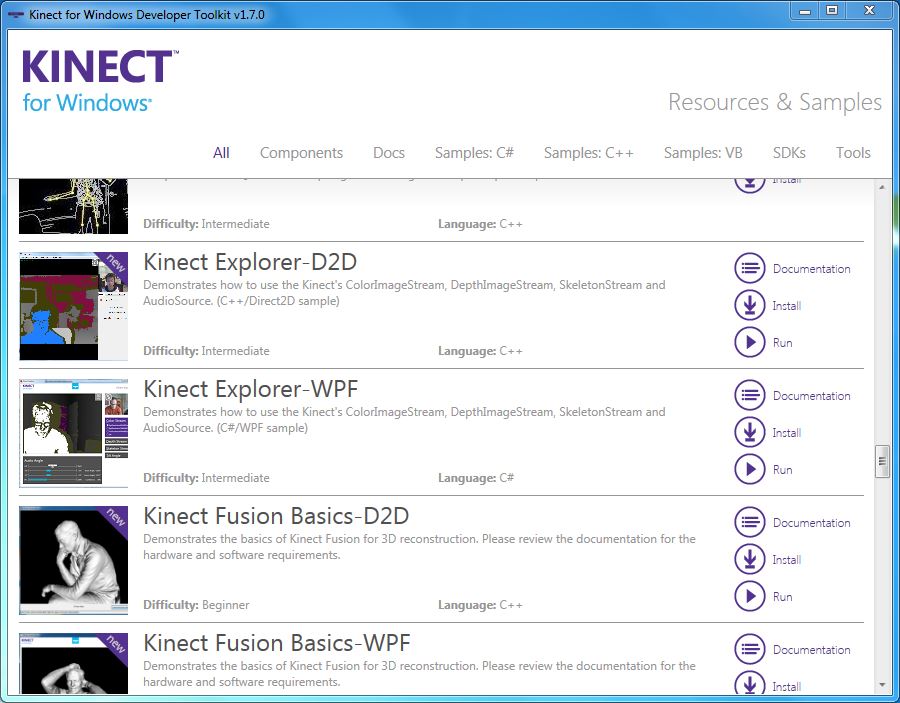 Kinect for Windows Developer Toolkit v1.7.0
KINECT™
for Windows®
Resources & Samples
All Components Docs Samples: C# Samples: C++ Samples: VB SDKs Tools
Install
Difficulty: Intermediate Language: C++
new
Kinect Explorer-D2D
Demonstrates how to use the Kinect's ColorImageStream, DepthImageStream, SkeletonStream and
AudioSource. (C++/Direct2D sample)
Difficulty: Intermediate Language: C++
Documentation
Install
Run
Kinect Explorer-WPF
Demonstrates how to use the Kinect's ColorImageStream, DepthImageStream, SkeletonStream and
AudioSource. (C#/WPF sample)
Difficulty: Intermediate Language: C#
Documentation
Install
Run
new
Kinect Fusion Basics-D2D
Demonstrates the basics of Kinect Fusion for 3D reconstruction. Please review the documentation for the
hardware and software requirements.
Difficulty: Beginner Language: C++
Documentation
Install
Run
new
Kinect Fusion Basics-WPF
Demonstrates the basics of Kinect Fusion for 3D reconstruction. Please review the documentation for the
hardware and software requirements.
Documentation
Install